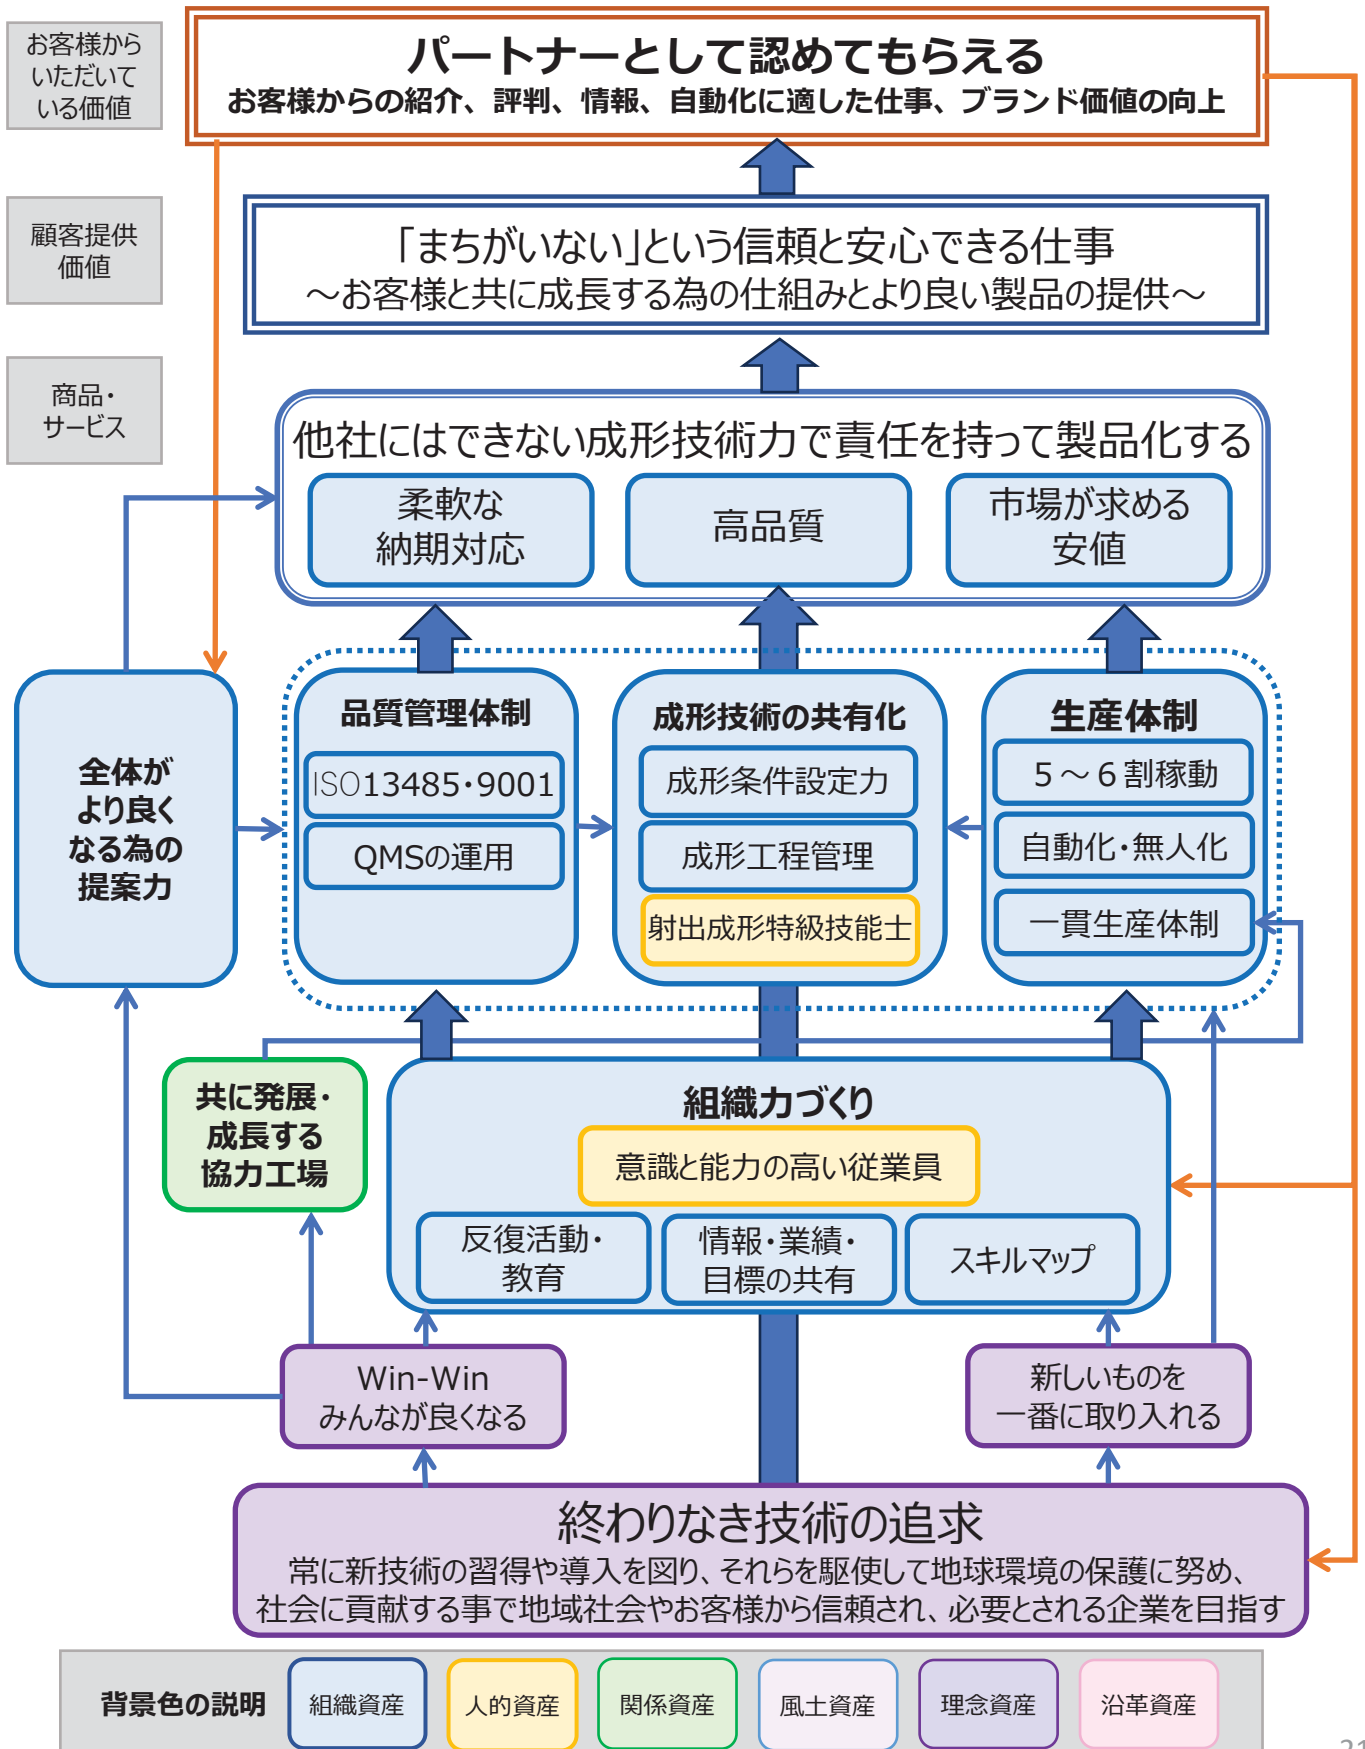 お客様から
いただいて
いる価値
パートナーとして認めてもらえる
お客様からの紹介、評判、情報、自動化に適した仕事、ブランド価値の向上
顧客提供
価値
「まちがいない」という信頼と安心できる仕事
～お客様と共に成長する為の仕組みとより良い製品の提供～
商品・
サービス
他社にはできない成形技術力で責任を持って製品化する
柔軟な
納期対応
高品質
市場が求める
安値
全体が
より良く
なる為の
提案力
品質管理体制
ISO13485・9001
QMSの運用
成形技術の共有化
成形条件設定力
成形工程管理
射出成形特級技能士
生産体制
５～６割稼動
自動化・無人化
一貫生産体制
共に発展・
成長する
協力工場
組織力づくり
意識と能力の高い従業員
反復活動・
教育
情報・業績・
目標の共有
スキルマップ
Win-Win
みんなが良くなる
新しいものを
一番に取り入れる
終わりなき技術の追求
常に新技術の習得や導入を図り、それらを駆使して地球環境の保護に努め、
社会に貢献する事で地域社会やお客様から信頼され、必要とされる企業を目指す
背景色の説明
組織資産
人的資産
関係資産
風土資産
理念資産
沿革資産